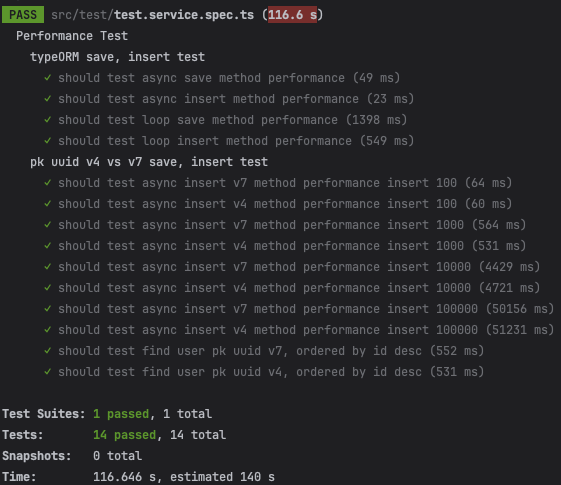 PASS src/test/test.service.spec.ts (116.6 s)
Performance Test
typeORM save, insert test
✓ should test async save method performance (49 ms)
✓ should test async insert method performance (23 ms)
✓ should test loop save method performance (1398 ms)
✓ should test loop insert method performance (549 ms)
pk uuid v4 vs v7 save, insert test
✓ should test async insert v7 method performance insert 100 (64 ms)
✓ should test async insert v4 method performance insert 100 (60 ms)
✓ should test async insert v7 method performance insert 1000 (564 ms)
✓ should test async insert v4 method performance insert 1000 (531 ms)
✓ should test async insert v7 method performance insert 10000 (4429 ms)
✓ should test async insert v4 method performance insert 10000 (4721 ms)
✓ should test async insert v7 method performance insert 100000 (50156 ms)
✓ should test async insert v4 method performance insert 100000 (51231 ms)
✓ should test find user pk uuid v7, ordered by id desc (552 ms)
✓ should test find user pk uuid v4, ordered by id desc (531 ms)
Test Suites: 1 passed, 1 total
Tests: 14 passed, 14 total
Snapshots: 0 total
Time: 116.646 s, estimated 140 s